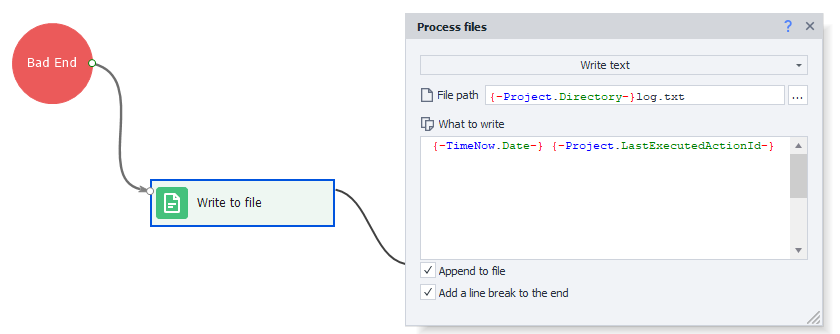 Bad End
Write to file
Process files
?
Write text
File path {-Project.Directory-}log.txt ...
What to write
{-TimeNow.Date-} {-Project.LastExecutedActionId-}
Append to file
Add a line break to the end